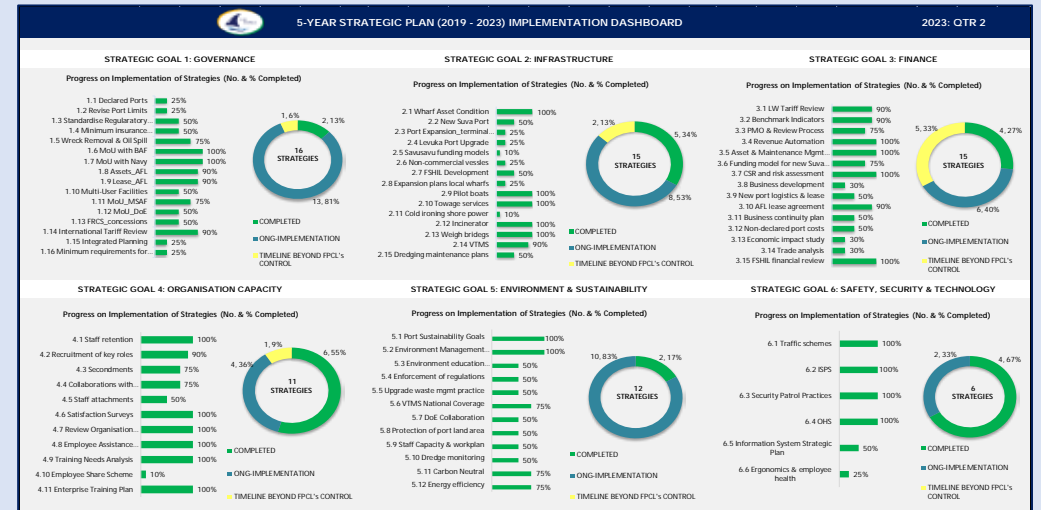 5-YEAR STRATEGIC PLAN (2019 - 2023) IMPLEMENTATION DASHBOARD
2023: QTR 2
STRATEGIC GOAL 1: GOVERNANCE
Progress on Implementation of Strategies (No. & % Completed)
1.1 Declared Ports 25%
1.2 Revise Port Limits 25%
1.3 Standardise Regulatory... 50%
1.4 Minimum insurance... 50%
1.5 Wreck Removal & Oil Spill 75%
1.6 MoU with BAF 100%
1.7 MoU with Navy 100%
1.8 Assets_AFL 90%
1.9 Lease_AFL 90%
1.10 Multi-User Facilities 50%
1.11 MoU_MSAF 75%
1.12 MoU_DoE 50%
1.13 FRCS_concessions 50%
1.14 International Tariff Review 90%
1.15 Integrated Planning 25%
1.16 Minimum requirements for... 25%
1, 6%
2, 13%
16
STRATEGIES
13, 81%
COMPLETED
ONG-IMPLEMENTATION
TIMELINE BEYOND FPCL's
CONTROL
STRATEGIC GOAL 2: INFRASTRUCTURE
Progress on Implementation of Strategies (No. & % Completed)
2.1 Wharf Asset Condition 100%
2.2 New Suva Port 50%
2.3 Port Expansion_terminal... 25%
2.4 Levuka Port Upgrade 25%
2.5 Savusavu funding models 10%
2.6 Non-commercial vessles 25%
2.7 FSHIL Development 50%
2.8 Expansion plans local wharfs 25%
2.9 Pilot boats 100%
2.10 Towage services 100%
2.11 Cold ironing shore power 10%
2.12 Incinerator 100%
2.13 Weigh bridegs 100%
2.14 VTMS 90%
2.15 Dredging maintenance plans 50%
2, 13%
5, 34%
15
STRATEGIES
8, 53%
COMPLETED
ONG-IMPLEMENTATION
TIMELINE BEYOND FPCL's CONTROL
STRATEGIC GOAL 3: FINANCE
Progress on Implementation of Strategies (No. & % Completed)
3.1 LW Tariff Review 90%
3.2 Benchmark Indicators 90%
3.3 PMO & Review Process 75%
3.4 Revenue Automation 100%
3.5 Asset & Maintenance Mgmt... 100%
3.6 Funding model for new Suva... 75%
3.7 CSR and risk assessment 100%
3.8 Business development 30%
3.9 New port logistics & lease 50%
3.10 AFL lease agreement 90%
3.11 Business continuity plan 50%
3.12 Non-declared port costs 50%
3.13 Economic impact study 30%
3.14 Trade analysis 30%
3.15 FSHIL financial review 100%
5, 33%
4, 27%
15
STRATEGIES
6, 40%
COMPLETED
ONG-IMPLEMENTATION
TIMELINE BEYOND FPCL's
CONTROL
STRATEGIC GOAL 4: ORGANISATION CAPACITY
Progress on Implementation of Strategies (No. & % Completed)
4.1 Staff retention 100%
4.2 Recruitment of key roles 90%
4.3 Secondments 75%
4.4 Collaborations with... 75%
4.5 Staff attachments 50%
4.6 Satisfaction Surveys 100%
4.7 Review Organisation... 100%
4.8 Employee Assistance... 100%
4.9 Training Needs Analysis 100%
4.10 Employee Share Scheme 10%
4.11 Enterprise Training Plan 100%
1, 9%
6, 55%
4, 36%
11
STRATEGIES
COMPLETED
ONG-IMPLEMENTATION
TIMELINE BEYOND FPCL's CONTROL
STRATEGIC GOAL 5: ENVIRONMENT & SUSTAINABILITY
Progress on Implementation of Strategies (No. & % Completed)
5.1 Port Sustainability Goals 100%
5.2 Environment Management... 100%
5.3 Environment education... 50%
5.4 Enforcement of regulations 50%
5.5 Upgrade waste mgmt practice 50%
5.6 VTMS National Coverage 75%
5.7 DoE Collaboration 50%
5.8 Protection of port land area 50%
5.9 Staff Capacity & workplan 50%
5.10 Dredge monitoring 50%
5.11 Carbon Neutral 75%
5.12 Energy efficiency 75%
10, 83%
2, 17%
12
STRATEGIES
COMPLETED
ONG-IMPLEMENTATION
TIMELINE BEYOND FPCL's CONTROL
STRATEGIC GOAL 6: SAFETY, SECURITY & TECHNOLOGY
Progress on Implementation of Strategies (No. & % Completed)
6.1 Traffic schemes 100%
6.2 ISPS 100%
6.3 Security Patrol Practices 100%
6.4 OHS 100%
6.5 Information System Strategic
Plan 50%
6.6 Ergonomics & employee
health 25%
2, 33%
4, 67%
6
STRATEGIES
COMPLETED
ONG-IMPLEMENTATION
TIMELINE BEYOND FPCL's
CONTROL